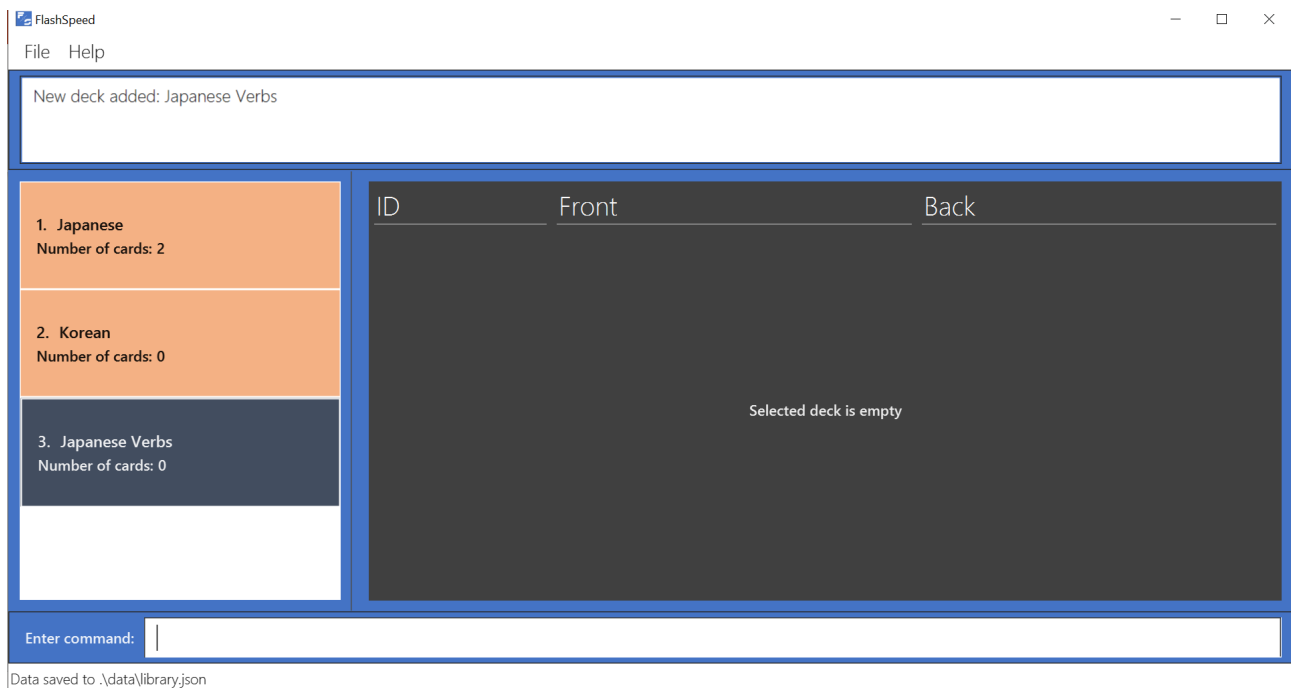 FlashSpeed
File Help
New deck added: Japanese Verbs
1. Japanese
Number of cards: 2
2. Korean
Number of cards: 0
3. Japanese Verbs
Number of cards: 0
ID Front Back
Selected deck is empty
Enter command:
Data saved to .\data\library.json